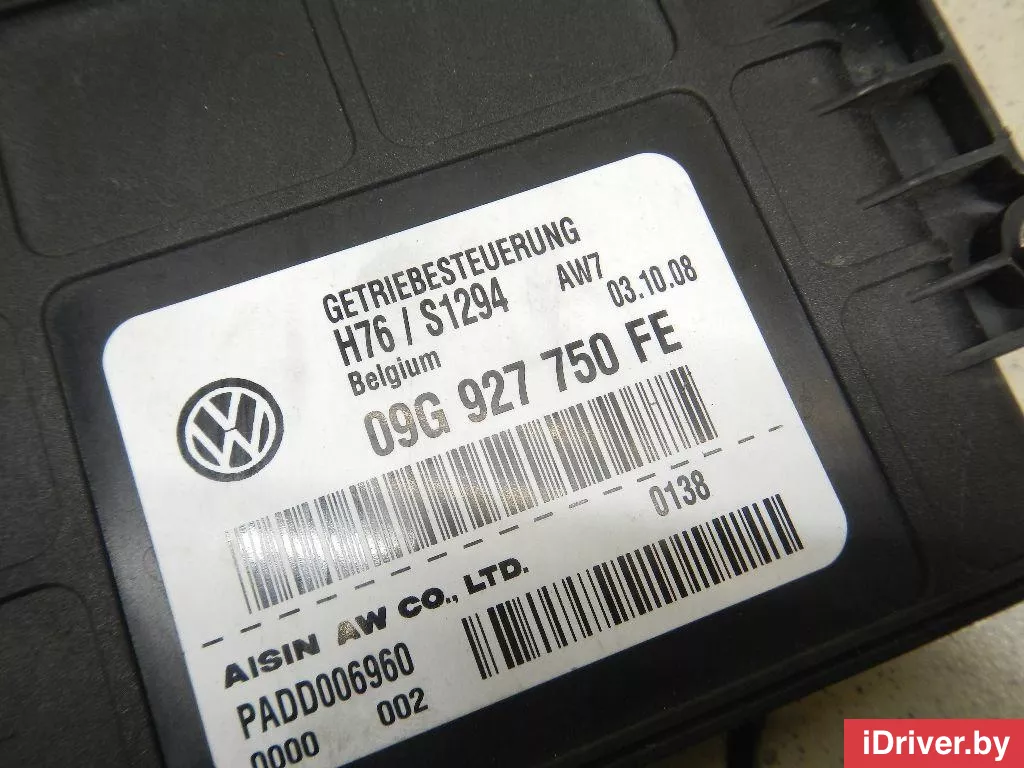 GETRIEBESTEUERUNG
H76 / S1294 AW7 03.10.08
Belgium
09G 927 750 FE
0138
AISIN AW CO., LTD.
PADD006960
0000 002
iDriver.by